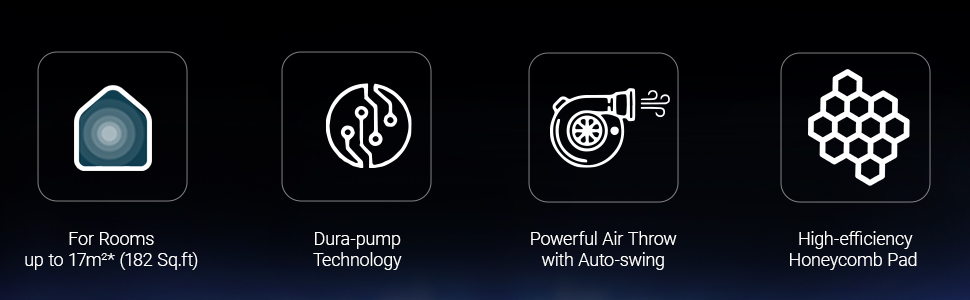 For Rooms
up to 17m²* (182 Sq.ft)
Dura-pump
Technology
Powerful Air Throw
with Auto-swing
High-efficiency
Honeycomb Pad